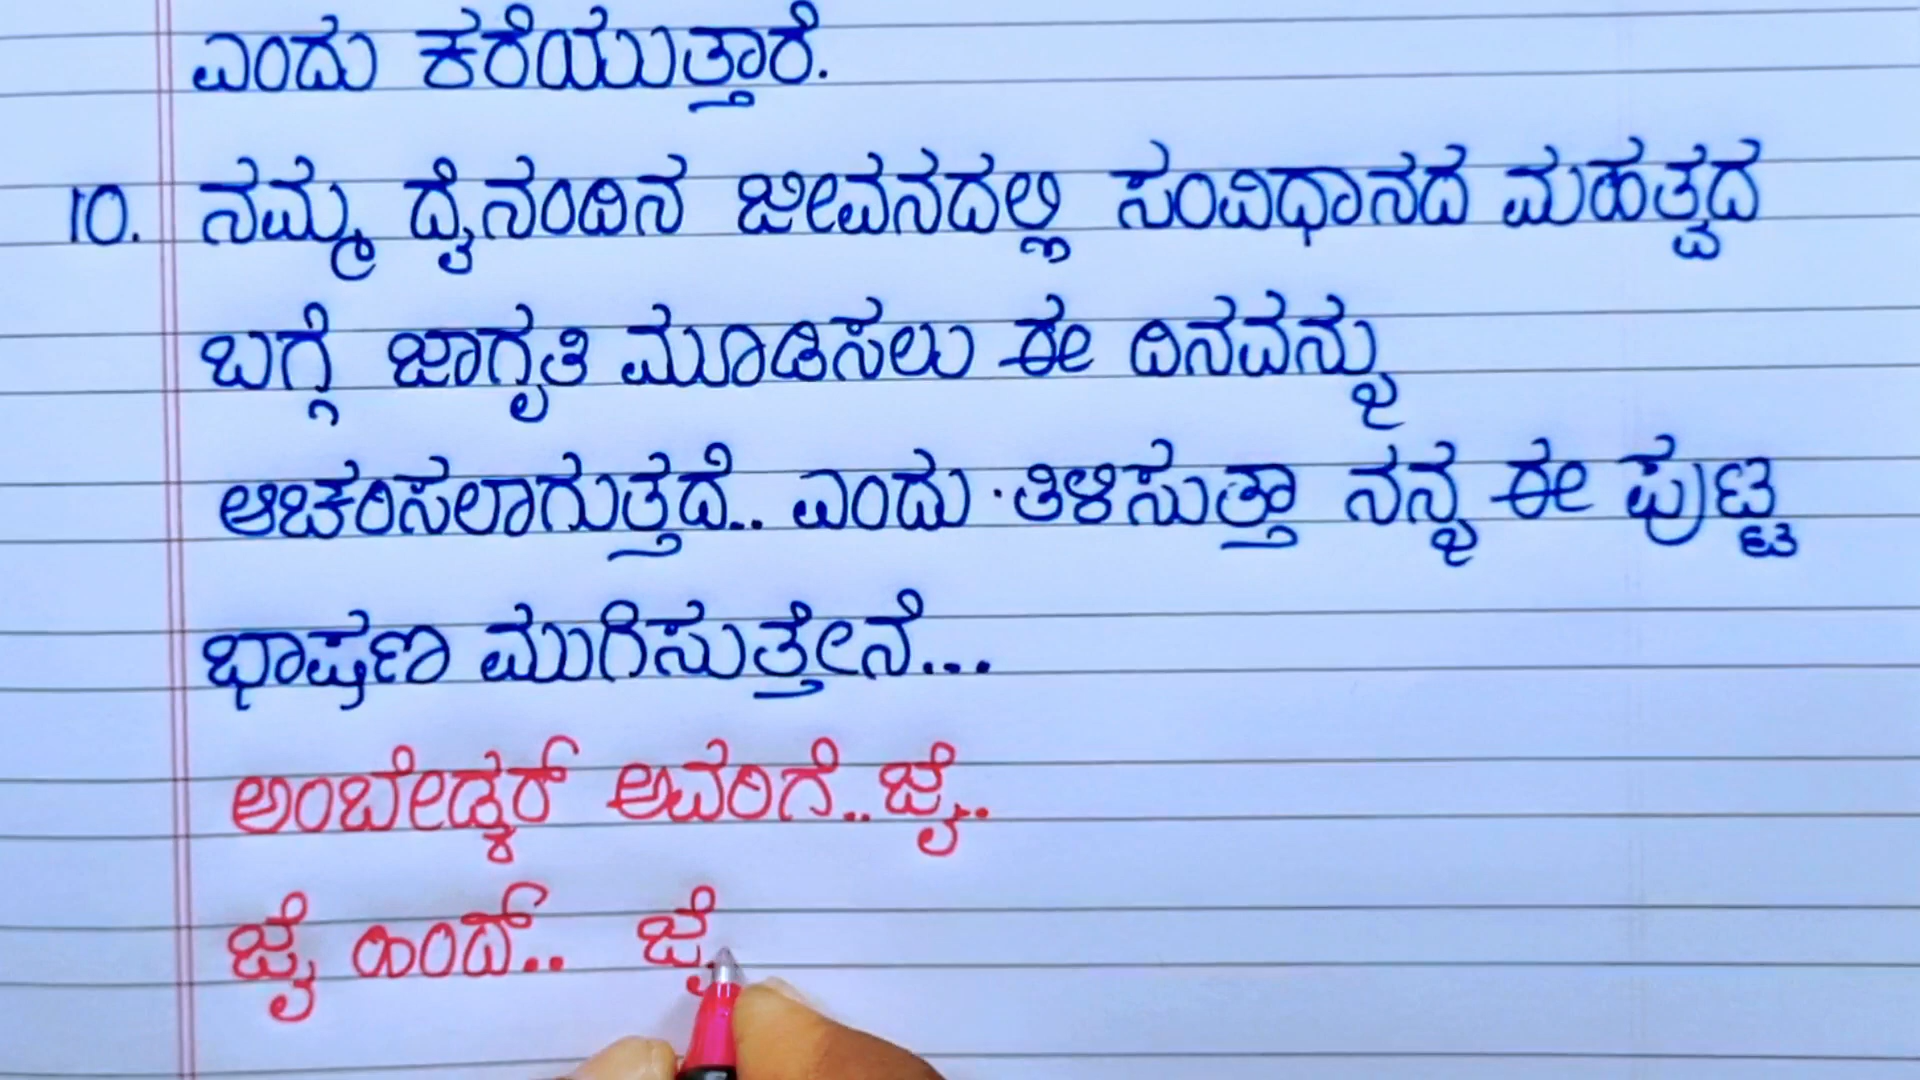 ಎಂದು ಕರೆಯುತ್ತಾರೆ.
10. ನಮ್ಮ ದೈನಂದಿನ ಜೀವನದಲ್ಲಿ ಸಂವಿಧಾನದ ಮಹತ್ವದ
ಬಗ್ಗೆ ಜಾಗೃತಿ ಮೂಡಿಸಲು ಈ ದಿನವನ್ನು
ಆಚರಿಸಲಾಗುತ್ತದೆ.. ಎಂದು ತಿಳಿಸುತ್ತಾ ನನ್ನ ಈ ಪುಟ್ಟ
ಭಾಷಣ ಮುಗಿಸುತ್ತೇನೆ...
ಅಂಬೇಡ್ಕರ್ ಅವರಿಗೆ.. ಜೈ..
ಜೈ ಹಿಂದ್.. ಜೈ